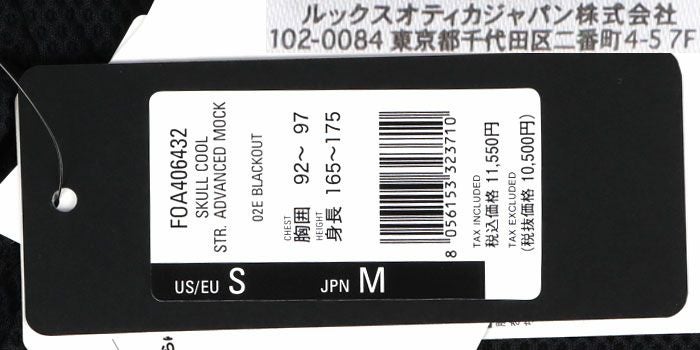 ルックスオティカジャパン株式会社
102-0084 東京都千代田区二番町4-5 7F
FOA406432
SKULL COOL
STR. ADVANCED MOCK
02E BLACKOUT
CHEST
胸囲 92〜 97
HEIGHT
身長 165〜175
8 056153 323710
TAX INCLUDED
税込価格 11,550円
TAX EXCLUDED
(税抜価格 10,500円)
US/EU S
JPN M